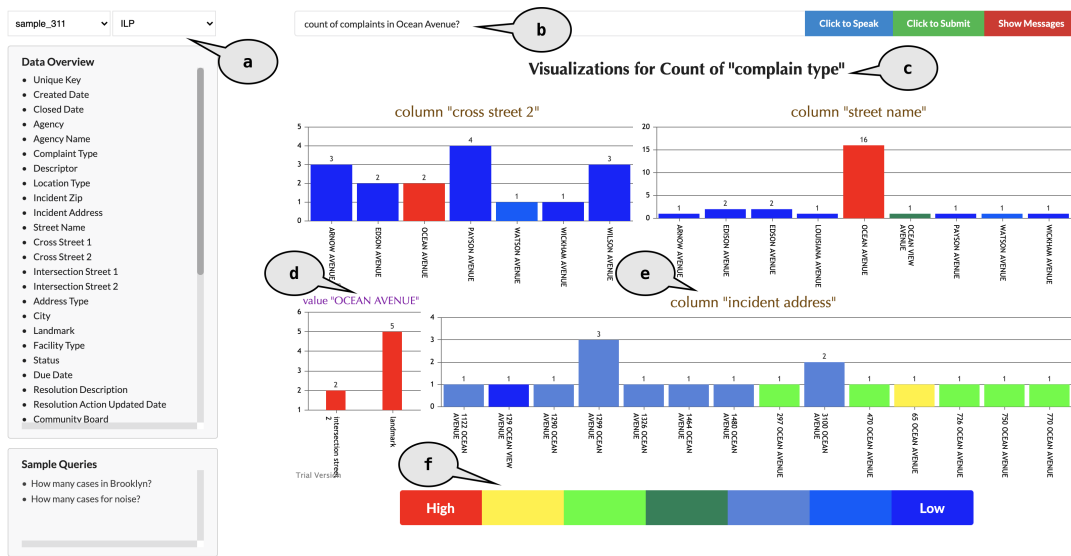 sample_311
ILP
count of complaints in Ocean Avenue?
Click to Speak
Click to Submit
Show Messages
a
b
Data Overview
Unique Key
Created Date
Closed Date
Agency
Agency Name
Complaint Type
Descriptor
Location Type
Incident Zip
Incident Address
Street Name
Cross Street 1
Cross Street 2
Intersection Street 1
Intersection Street 2
Address Type
City
Landmark
Facility Type
Status
Due Date
Resolution Description
Resolution Action Updated Date
Community Board
Sample Queries
How many cases in Brooklyn?
How many cases for noise?
Visualizations for Count of "complain type"
c
column "cross street 2"
5
4
3
2
1
0
3
2
2
4
1
1
3
ARNOW AVENUE
EDISON AVENUE
OCEAN AVENUE
PAYSON AVENUE
WATSON AVENUE
WICKHAM AVENUE
WILSON AVENUE
column "street name"
20
15
10
5
0
1
2
2
1
16
1
1
1
1
ARNOW AVENUE
EDISON AVENUE
EDSON AVENUE
LOUISIANA AVENUE
OCEAN AVENUE
OCEAN VIEW
AVENUE
PAYSON AVENUE
WATSON AVENUE
WICKHAM AVENUE
d
value "OCEAN AVENUE"
6
5
4
3
2
1
2
5
intersection street
2
landmark
e
column "incident address"
4
3
2
1
0
1
1
1
3
1
1
1
1
2
1
1
1
1
1
1122 OCEAN
AVENUE
129 OCEAN VIEW
AVENUE
1290 OCEAN
AVENUE
1299 OCEAN
AVENUE
1326 OCEAN
AVENUE
1464 OCEAN
AVENUE
1480 OCEAN
AVENUE
297 OCEAN AVENUE
3100 OCEAN
AVENUE
470 OCEAN AVENUE
65 OCEAN AVENUE
726 OCEAN AVENUE
750 OCEAN AVENUE
770 OCEAN AVENUE
Trial Version
f
High
Low